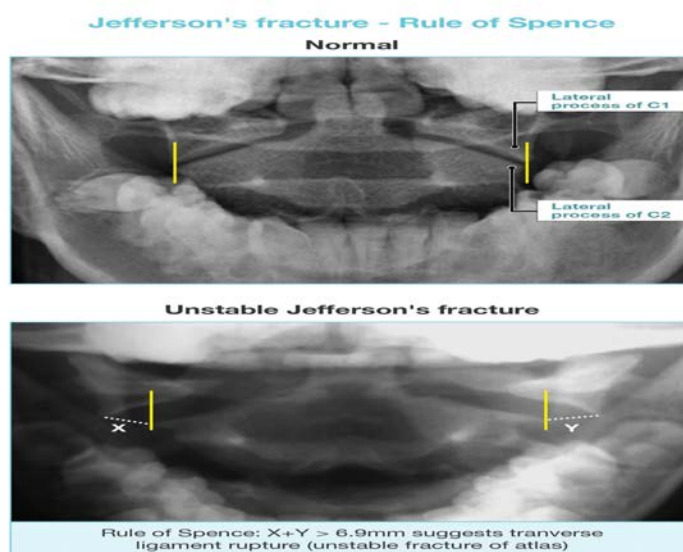 Jefferson's fracture - Rule of Spence
Normal
Lateral
process of C1
Lateral
process of C2
Unstable Jefferson's fracture
X
Y
Rule of Spence: X+Y > 6.9mm suggests tranverse
ligament rupture (unstable fracture of atlas)